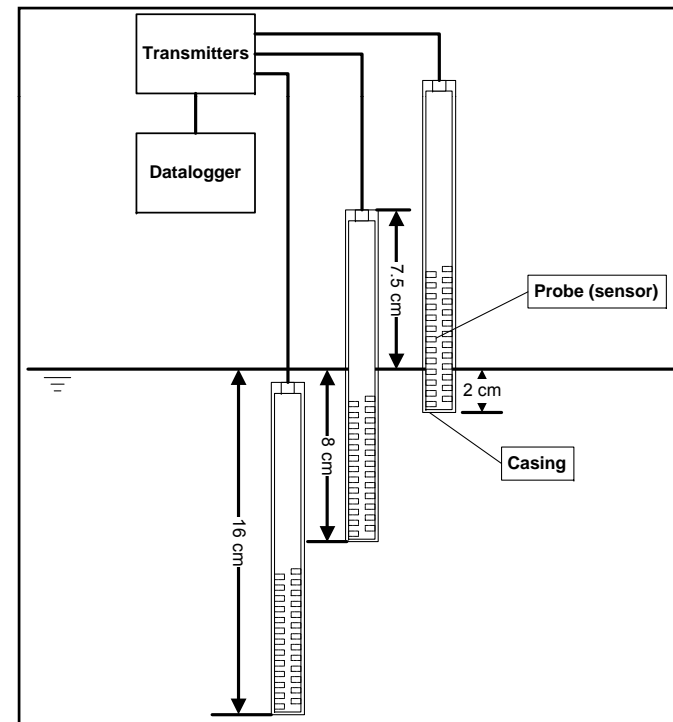 Transmitters
Datalogger
7.5 cm
Probe (sensor)
2 cm
8 cm
Casing
16 cm